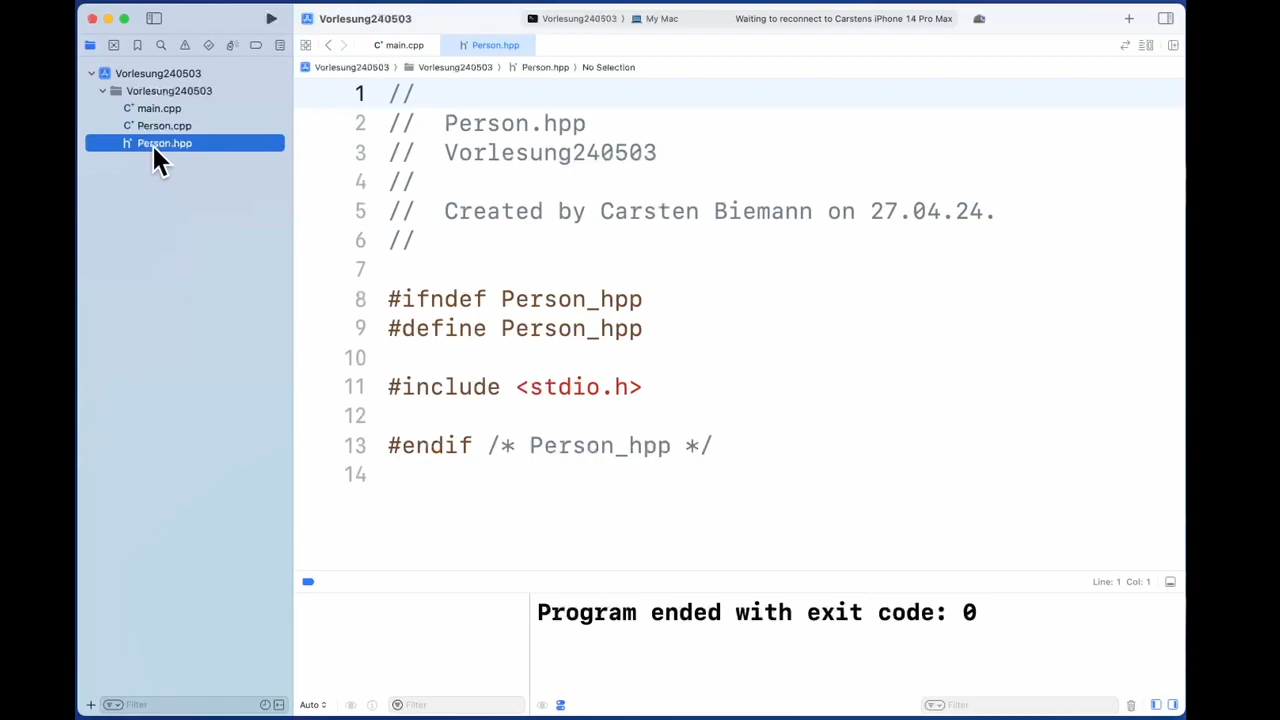 Vorlesung240503
Vorlesung240503 〉 My Mac
Waiting to reconnect to Carstens iPhone 14 Pro Max
main.cpp
Person.hpp
Vorlesung240503 〉 Vorlesung240503 〉 Person.hpp 〉 No Selection
Vorlesung240503
Vorlesung240503
main.cpp
Person.cpp
Person.hpp
1 //
2 //  Person.hpp
3 //  Vorlesung240503
4 //
5 //  Created by Carsten Biemann on 27.04.24.
6 //
7
8 #ifndef Person_hpp
9 #define Person_hpp
10
11 #include <stdio.h>
12
13 #endif /* Person_hpp */
14
Line: 1 Col: 1
Program ended with exit code: 0
Filter
Auto
Filter
Filter